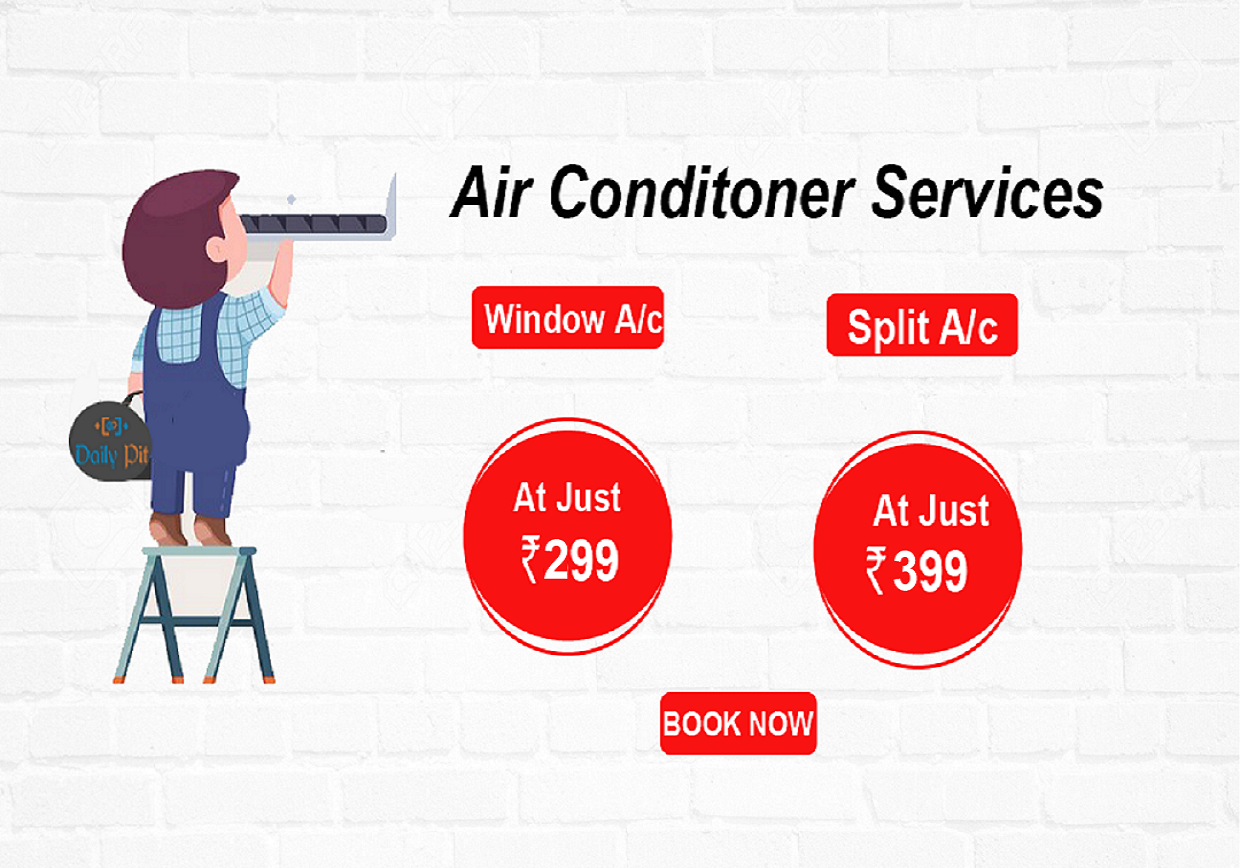 Air Conditoner Services
Window A/c
Split A/c
At Just
₹299
At Just
₹399
Daily Pit
BOOK NOW